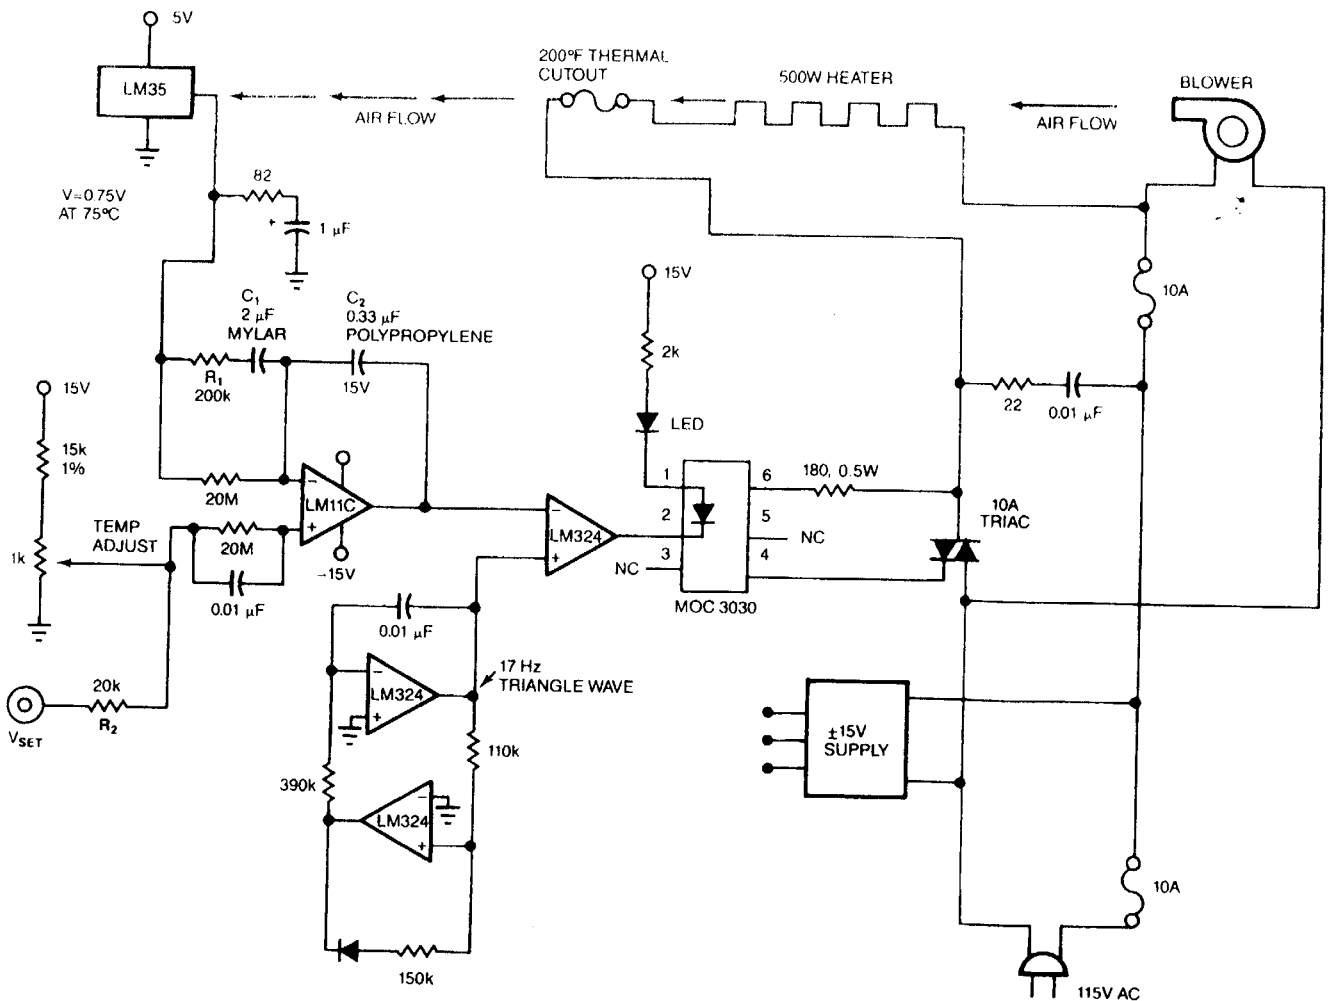 5V
LM35
200°F THERMAL
CUTOUT
500W HEATER
BLOWER
AIR FLOW
AIR FLOW
V=0.75V
AT 75°C
82
+
1 µF
15V
10A
C1
2 µF
MYLAR
C2
0.33 µF
POLYPROPYLENE
15V
R1
200k
2k
22
0.01 µF
15V
15k
1%
LED
20M
−
LM11C
+
−15V
1
6
180, 0.5W
2
5
NC
3
4
NC
MOC 3030
10A
TRIAC
TEMP
ADJUST
1k
20M
0.01 µF
−
LM324
+
0.01 µF
−
LM324
+
17 Hz
TRIANGLE WAVE
20k
R2
VSET
110k
±15V
SUPPLY
390k
−
LM324
+
150k
10A
115V AC